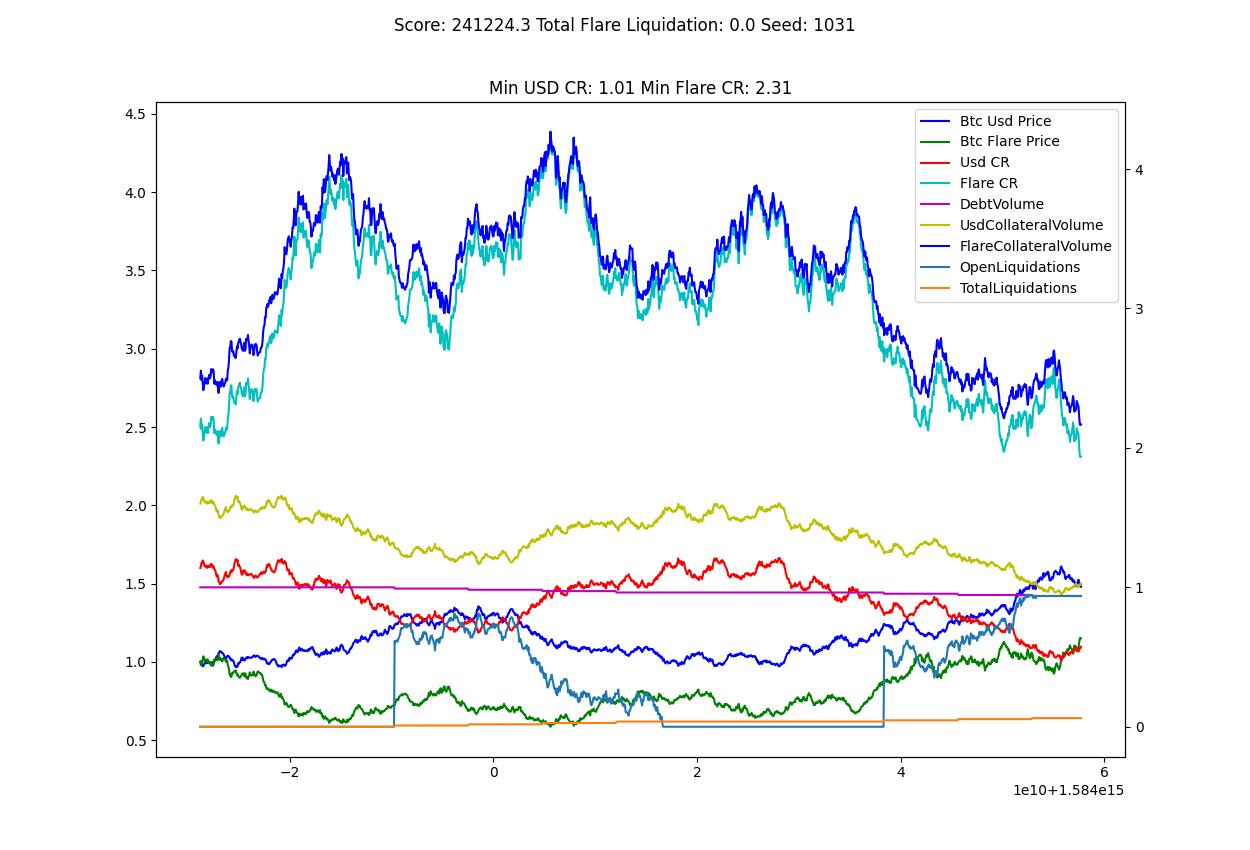 Score: 241224.3 Total Flare Liquidation: 0.0 Seed: 1031
Min USD CR: 1.01 Min Flare CR: 2.31
4.5
4.0
3.5
3.0
2.5
2.0
1.5
1.0
0.5
Btc Usd Price
Btc Flare Price
Usd CR
Flare CR
DebtVolume
UsdCollateralVolume
FlareCollateralVolume
OpenLiquidations
TotalLiquidations
4
3
2
1
0
−2 0 2 4 6
1e10+1.584e15